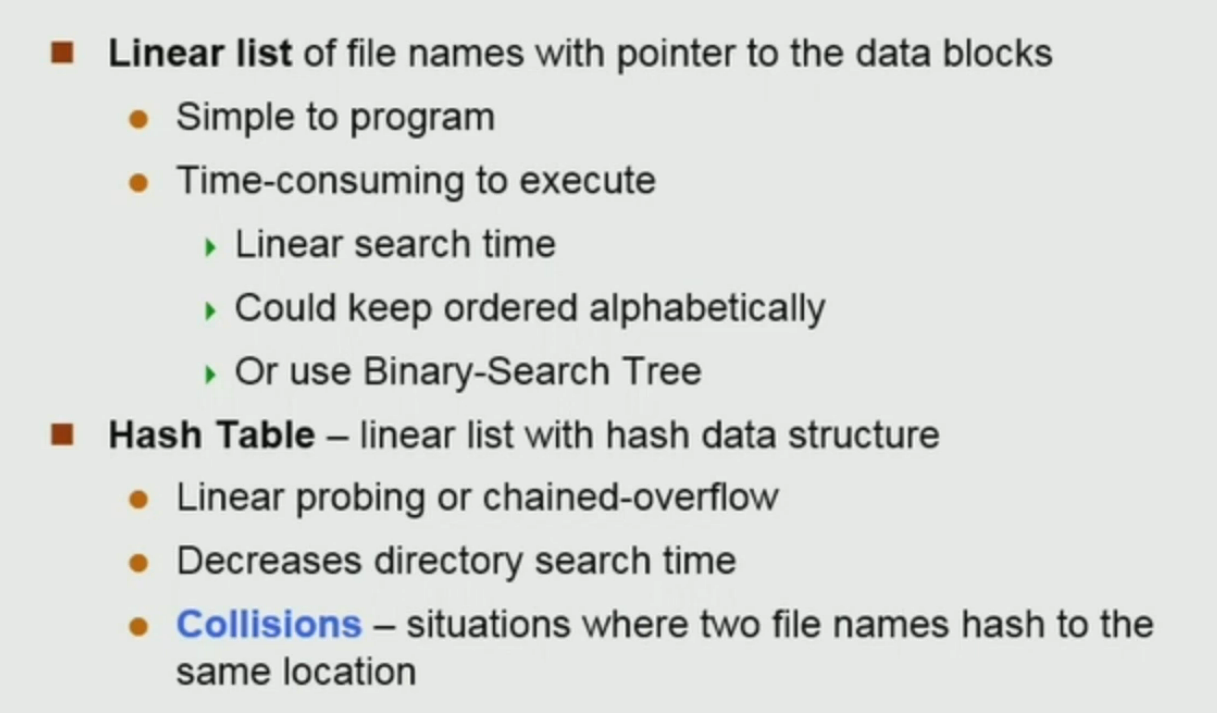 Linear list of file names with pointer to the data blocks
Simple to program
Time-consuming to execute
Linear search time
Could keep ordered alphabetically
Or use Binary-Search Tree
Hash Table – linear list with hash data structure
Linear probing or chained-overflow
Decreases directory search time
Collisions – situations where two file names hash to the
same location